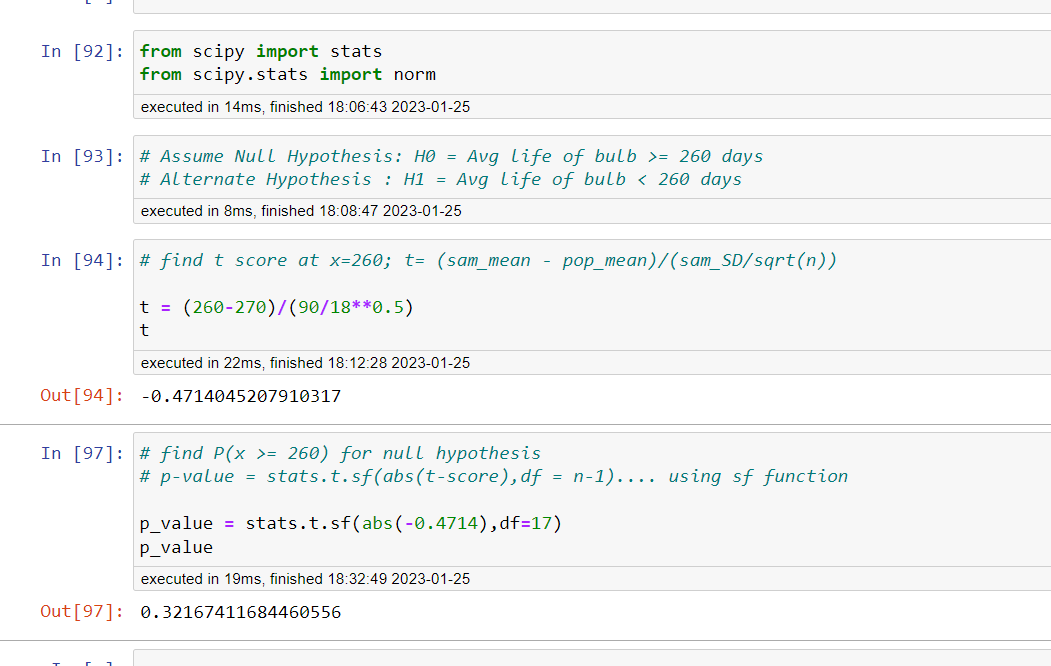 In [92]: from scipy import stats
from scipy.stats import norm
executed in 14ms, finished 18:06:43 2023-01-25
In [93]: # Assume Null Hypothesis: H0 = Avg life of bulb >= 260 days
# Alternate Hypothesis : H1 = Avg life of bulb < 260 days
executed in 8ms, finished 18:08:47 2023-01-25
In [94]: # find t score at x=260; t= (sam_mean - pop_mean)/(sam_SD/sqrt(n))
t = (260-270)/(90/18**0.5)
t
executed in 22ms, finished 18:12:28 2023-01-25
Out[94]: -0.4714045207910317
In [97]: # find P(x >= 260) for null hypothesis
# p-value = stats.t.sf(abs(t-score),df = n-1).... using sf function
p_value = stats.t.sf(abs(-0.4714),df=17)
p_value
executed in 19ms, finished 18:32:49 2023-01-25
Out[97]: 0.32167411684460556